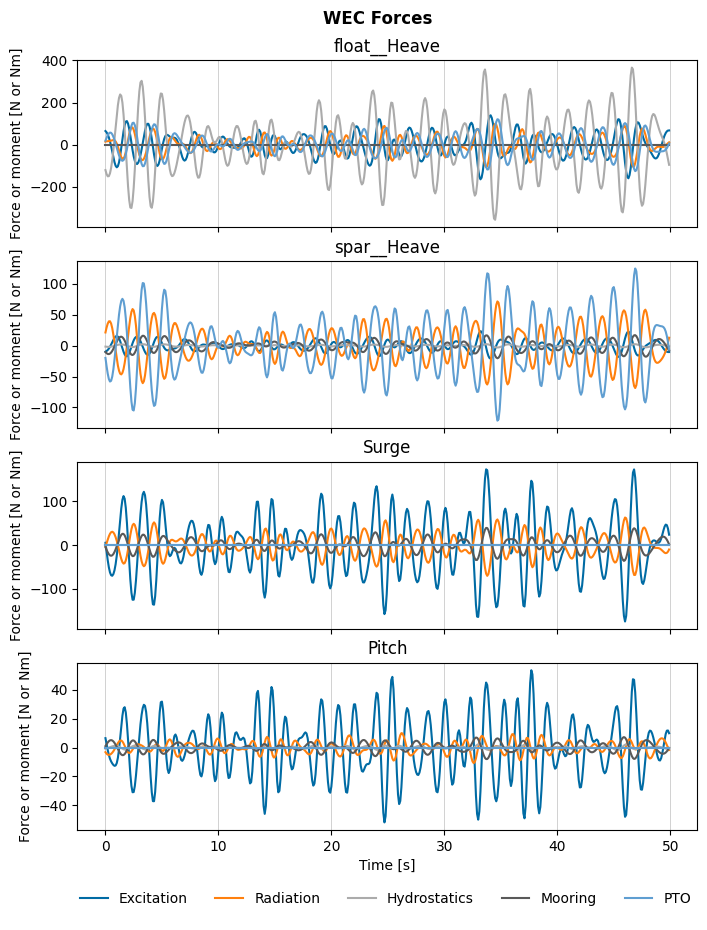 WEC Forces
float__Heave
Force or moment [N or Nm]
400
200
0
−200
spar__Heave
Force or moment [N or Nm]
100
50
0
−50
−100
Surge
Force or moment [N or Nm]
100
0
−100
Pitch
Force or moment [N or Nm]
40
20
0
−20
−40
0 10 20 30 40 50
Time [s]
Excitation Radiation Hydrostatics Mooring PTO